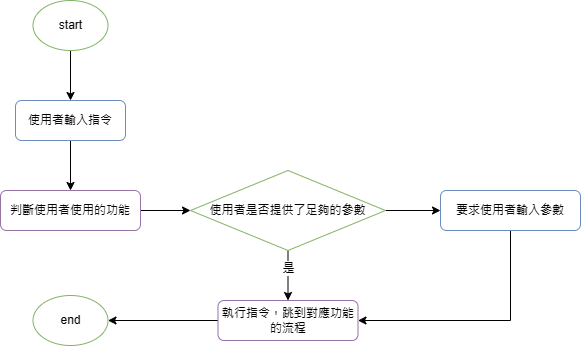 start
使用者輸入指令
判斷使用者使用的功能
使用者是否提供了足夠的參數
要求使用者輸入參數
是
執行指令，跳到對應功能
的流程
end